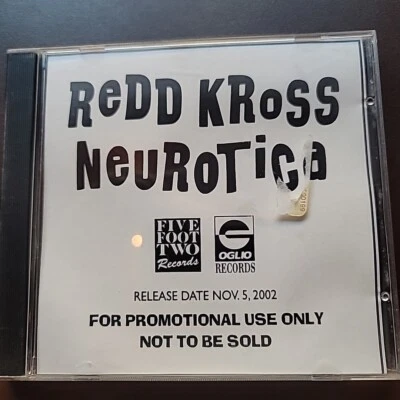 REDD KROSS
NEUROTICA
FIVE
FOOT
TWO
Records
OGLIO
RECORDS
RELEASE DATE NOV. 5, 2002
FOR PROMOTIONAL USE ONLY
NOT TO BE SOLD